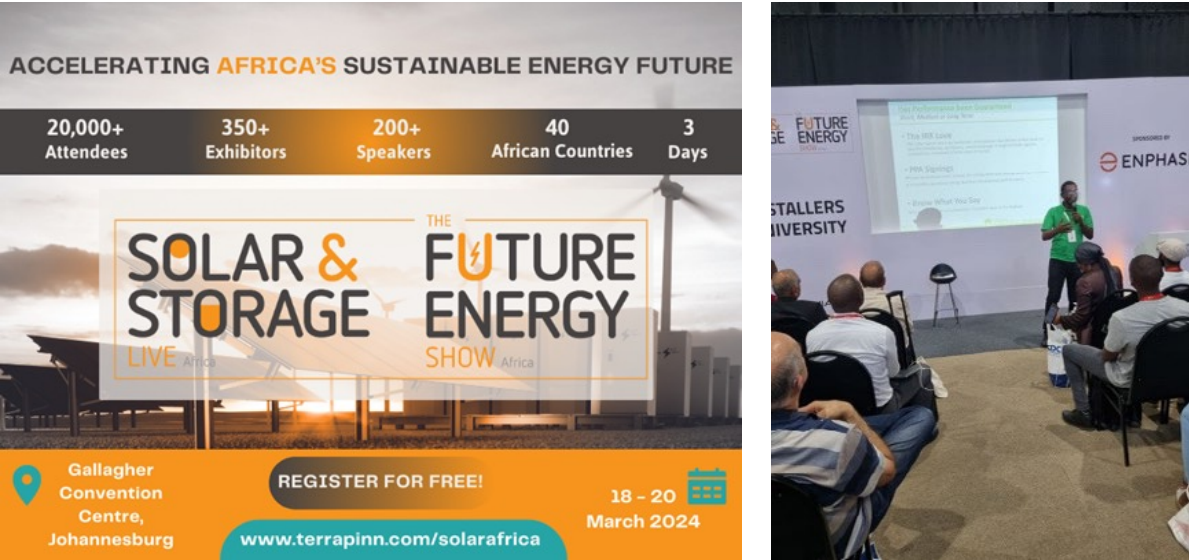 ACCELERATING AFRICA'S SUSTAINABLE ENERGY FUTURE
20,000+
Attendees
350+
Exhibitors
200+
Speakers
40
African Countries
3
Days
SOLAR &
STORAGE
LIVE Africa
THE
FUTURE
ENERGY
SHOW Africa
Gallagher
Convention
Centre,
Johannesburg
REGISTER FOR FREE!
www.terrapinn.com/solarafrica
18 - 20
March 2024
FUTURE
ENERGY
SHOW
STALLERS
IVERSITY
• The IRR Love
• PPA Signings
• Know What You Say
SPONSORED BY
ENPHAS